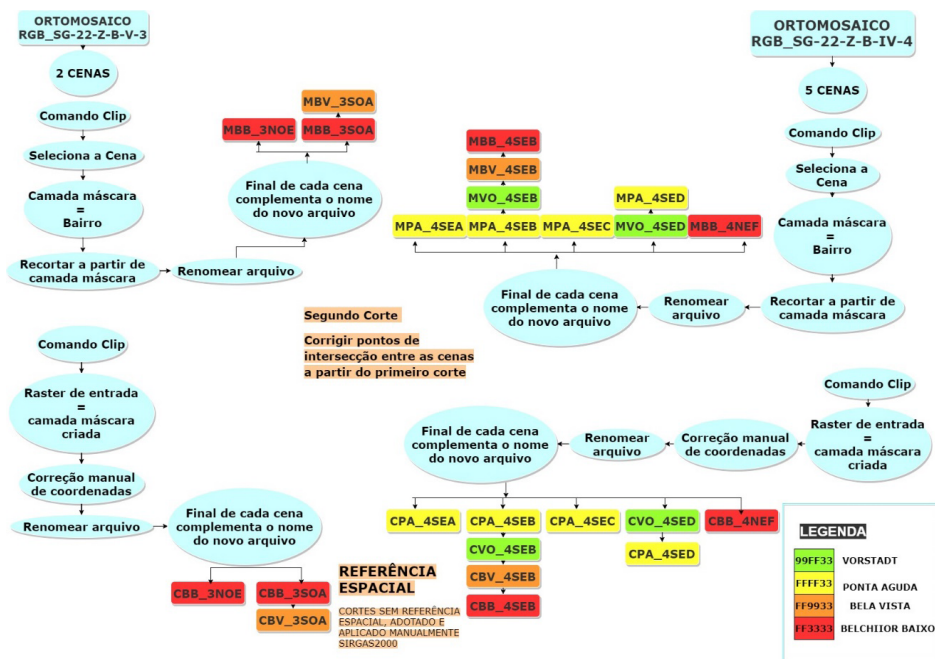 ORTOMOSAICO
RGB_SG-22-Z-B-V-3
2 CENAS
Comando Clip
Seleciona a Cena
Camada máscara
=
Bairro
Recortar a partir de
camada máscara
Renomear arquivo
Final de cada cena
complementa o nome
do novo arquivo
MBV_3SOA
MBB_3NOE
MBB_3SOA
ORTOMOSAICO
RGB_SG-22-Z-B-IV-4
5 CENAS
Comando Clip
Seleciona a
Cena
Camada máscara
=
Bairro
Recortar a partir de
camada máscara
Renomear
arquivo
Final de cada cena
complementa o nome
do novo arquivo
MBB_4SEB
MBV_4SEB
MVO_4SEB
MPA_4SED
MPA_4SEA
MPA_4SEB
MPA_4SEC
MVO_4SED
MBB_4NEF
Segundo Corte
Corrigir pontos de
intersecção entre as cenas
a partir do primeiro corte
Comando Clip
Raster de entrada
=
camada máscara
criada
Correção manual
de coordenadas
Renomear arquivo
Final de cada cena
complementa o nome
do novo arquivo
CBB_3NOE
CBB_3SOA
CBV_3SOA
Comando Clip
Raster de entrada
=
camada máscara
criada
Correção manual
de coordenadas
Renomear
arquivo
Final de cada cena
complementa o nome
do novo arquivo
CPA_4SEA
CPA_4SEB
CPA_4SEC
CVO_4SED
CBB_4NEF
CVO_4SEB
CPA_4SED
CBV_4SEB
CBB_4SEB
REFERÊNCIA
ESPACIAL
CORTES SEM REFERÊNCIA
ESPACIAL, ADOTADO E
APLICADO MANUALMENTE
SIRGAS2000
LEGENDA
99FF33 VORSTADT
FFFF33 PONTA AGUDA
FF9933 BELA VISTA
FF3333 BELCHIIOR BAIXO